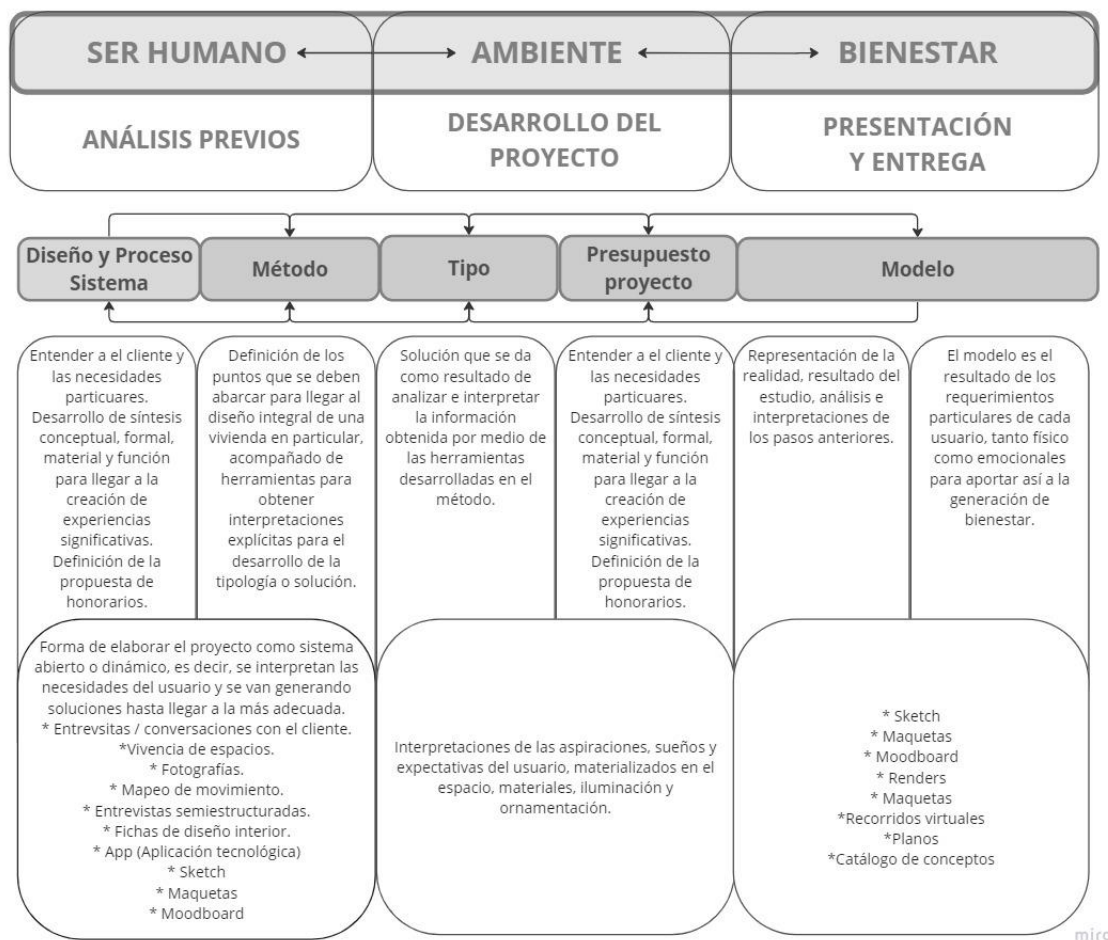 SER HUMANO
AMBIENTE
BIENESTAR
ANÁLISIS PREVIOS
DESARROLLO DEL
PROYECTO
PRESENTACIÓN
Y ENTREGA
Diseño y Proceso
Sistema
Método
Tipo
Presupuesto
proyecto
Modelo
Entender a el cliente y
las necesidades
particuares.
Desarrollo de síntesis
conceptual, formal,
material y función
para llegar a la
creación de
experiencias
significativas.
Definición de la
propuesta de
honorarios.
Definición de los
puntos que se deben
abarcar para llegar al
diseño integral de una
vivienda en particular,
acompañado de
herramientas para
obtener
interpretaciones
explícitas para el
desarrollo de la
tipología o solución.
Solución que se da
como resultado de
analizar e interpretar
la información
obtenida por medio de
las herramientas
desarrolladas en el
método.
Entender a el cliente y
las necesidades
particuares.
Desarrollo de síntesis
conceptual, formal,
material y función
para llegar a la
creación de
experiencias
significativas.
Definición de la
propuesta de
honorarios.
Representación de la
realidad, resultado del
estudio, análisis e
interpretaciones de
los pasos anteriores.
El modelo es el
resultado de los
requerimientos
particulares de cada
usuario, tanto físico
como emocionales
para aportar así a la
generación de
bienestar.
Forma de elaborar el proyecto como sistema
abierto o dinámico, es decir, se interpretan las
necesidades del usuario y se van generando
soluciones hasta llegar a la más adecuada.
* Entrevsitas / conversaciones con el cliente.
*Vivencia de espacios.
* Fotografías.
* Mapeo de movimiento.
* Entrevistas semiestructuradas.
* Fichas de diseño interior.
* App (Aplicación tecnológica)
* Sketch
* Maquetas
* Moodboard
Interpretaciones de las aspiraciones, sueños y
expectativas del usuario, materializados en el
espacio, materiales, iluminación y
ornamentación.
* Sketch
* Maquetas
* Moodboard
* Renders
* Maquetas
*Recorridos virtuales
*Planos
*Catálogo de conceptos